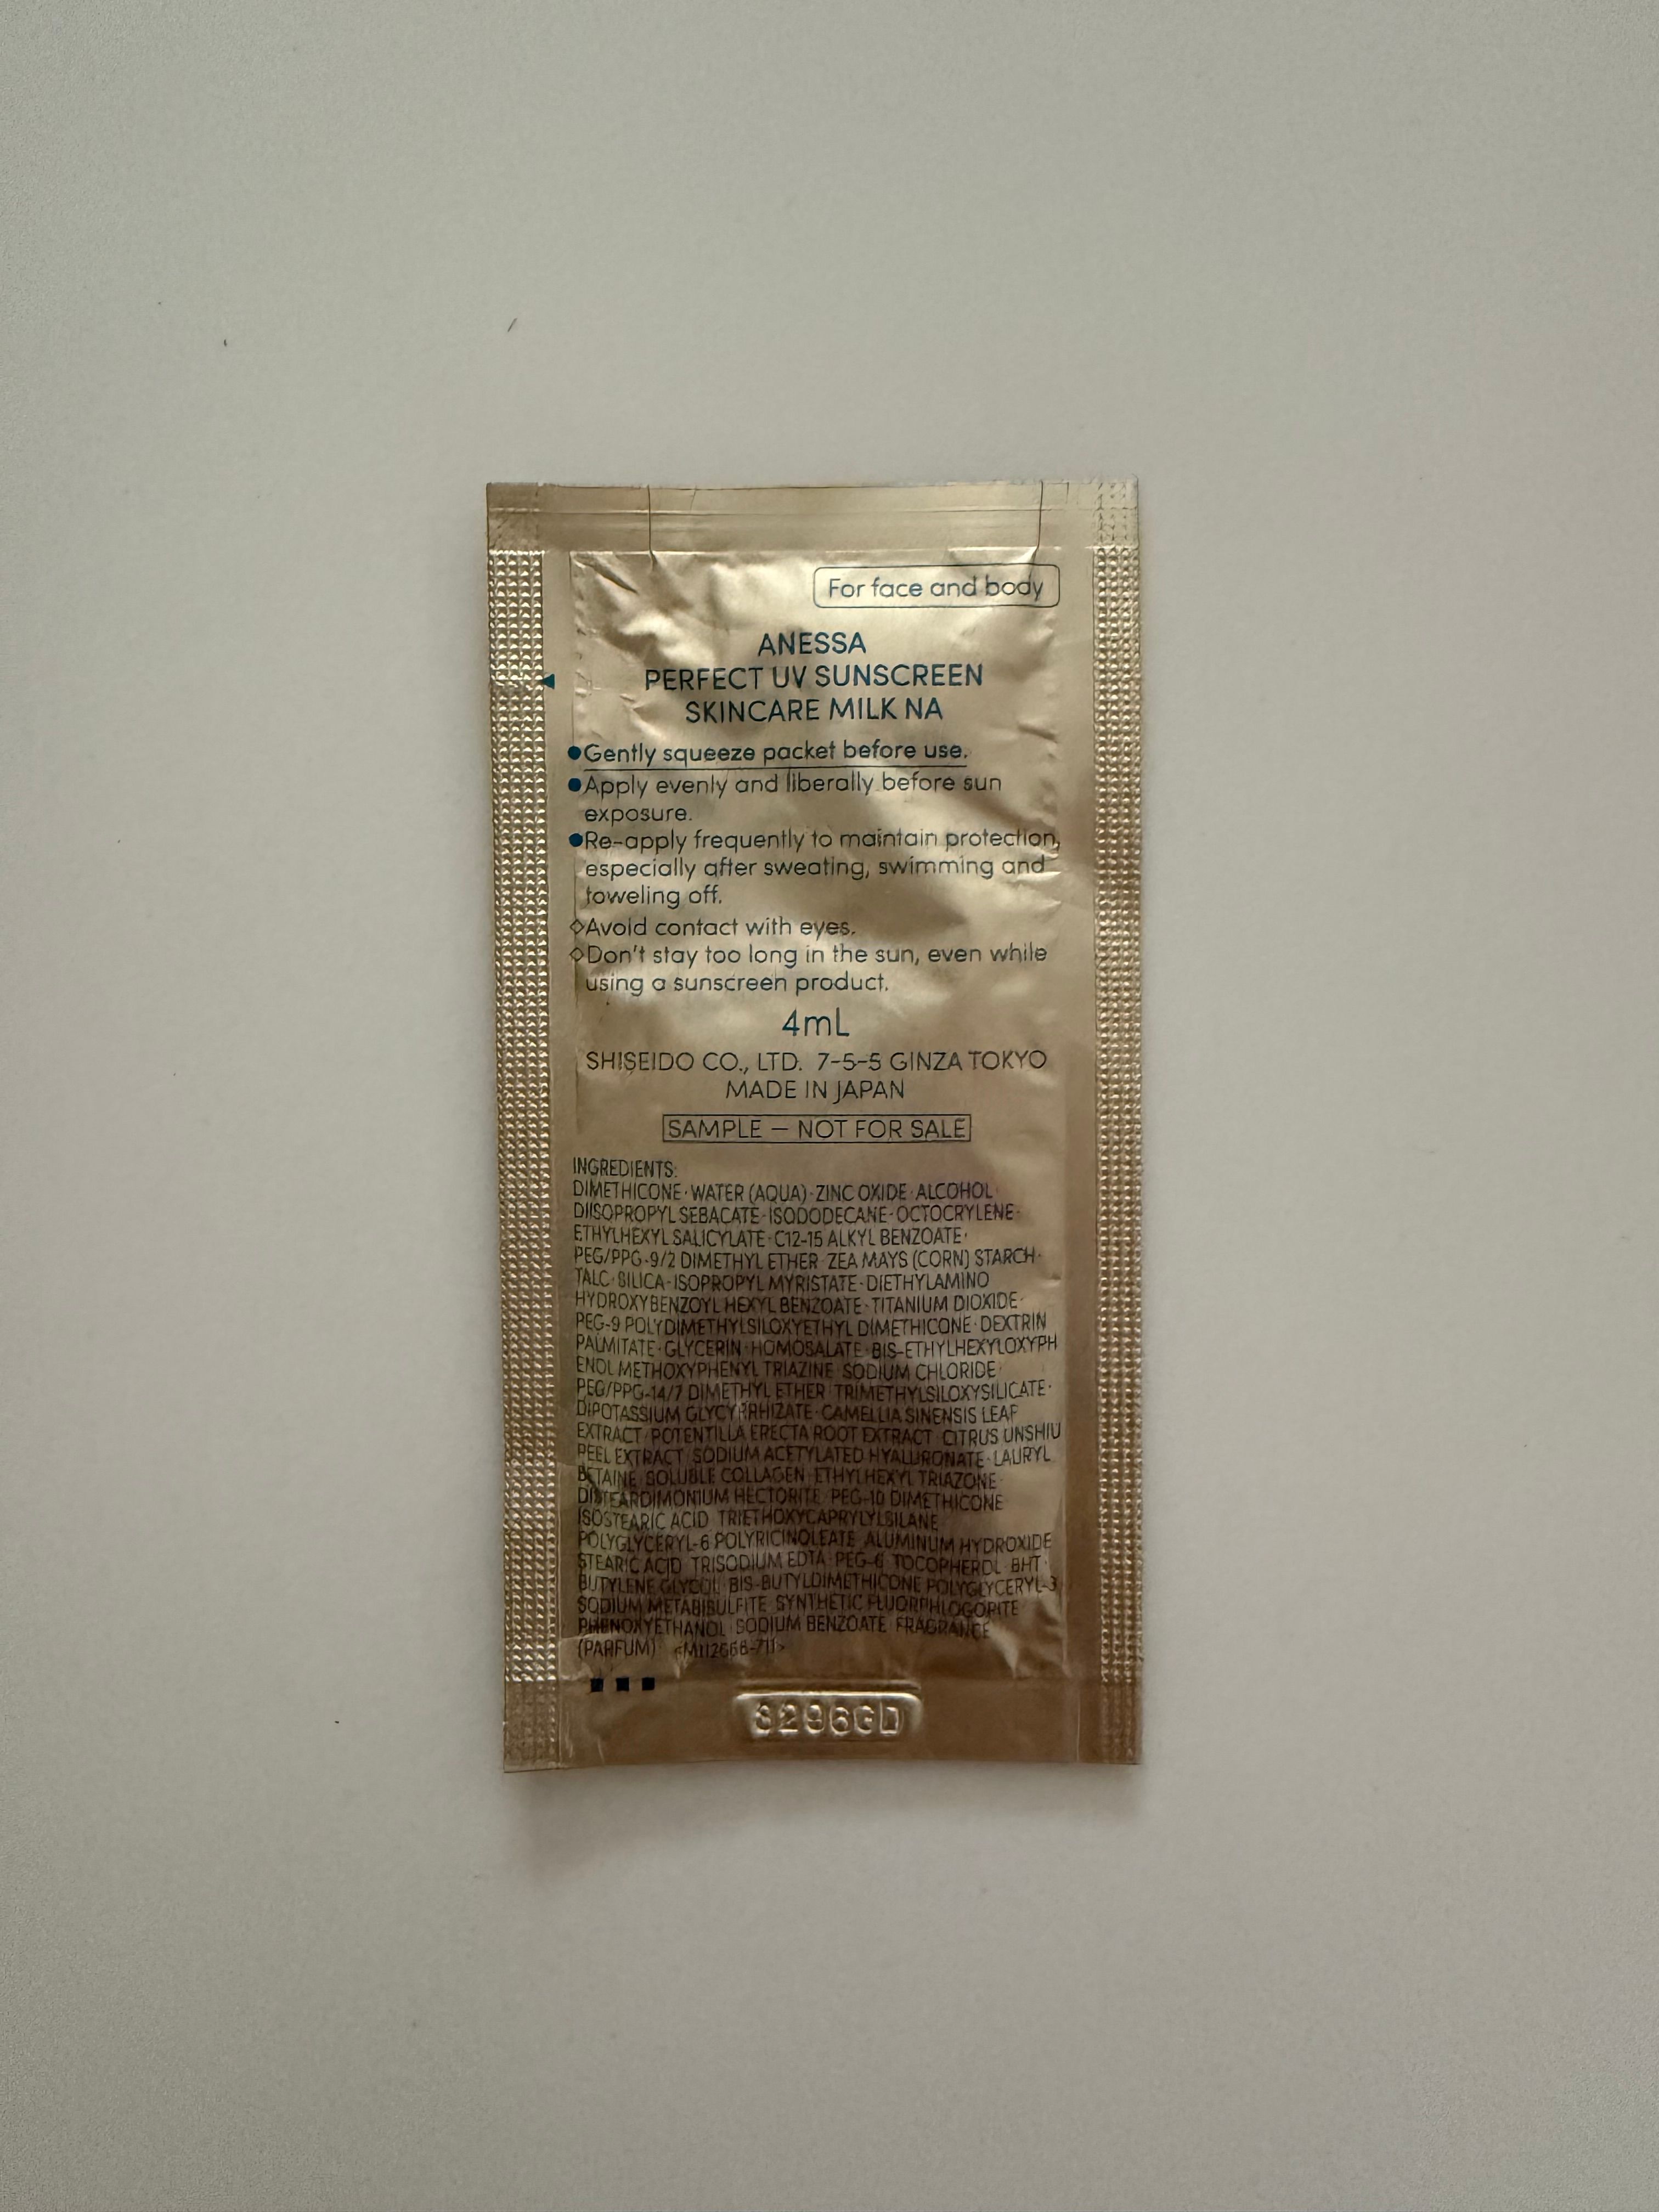 For face and body
ANESSA
PERFECT UV SUNSCREEN
SKINCARE MILK NA
●Gently squeeze packet before use.
●Apply evenly and liberally before sun
exposure.
●Re-apply frequently to maintain protection,
especially after sweating, swimming and
toweling off.
◇Avoid contact with eyes.
◇Don't stay too long in the sun, even while
using a sunscreen product.
4mL
SHISEIDO CO., LTD. 7-5-5 GINZA TOKYO
MADE IN JAPAN
SAMPLE — NOT FOR SALE
INGREDIENTS:
DIMETHICONE·WATER (AQUA)·ZINC OXIDE·ALCOHOL·
DIISOPROPYL SEBACATE·ISODODECANE·OCTOCRYLENE·
ETHYLHEXYL SALICYLATE·C12-15 ALKYL BENZOATE·
PEG/PPG-9/2 DIMETHYL ETHER·ZEA MAYS (CORN) STARCH·
TALC·SILICA·ISOPROPYL MYRISTATE·DIETHYLAMINO
HYDROXYBENZOYL HEXYL BENZOATE·TITANIUM DIOXIDE·
PEG-9 POLYDIMETHYLSILOXYETHYL DIMETHICONE·DEXTRIN
PALMITATE·GLYCERIN·HOMOSALATE·BIS-ETHYLHEXYLOXYPH
ENOL METHOXYPHENYL TRIAZINE·SODIUM CHLORIDE·
PEG/PPG-14/7 DIMETHYL ETHER·TRIMETHYLSILOXYSILICATE·
DIPOTASSIUM GLYCYRRHIZATE·CAMELLIA SINENSIS LEAF
EXTRACT·POTENTILLA ERECTA ROOT EXTRACT·CITRUS UNSHIU
PEEL EXTRACT·SODIUM ACETYLATED HYALURONATE·LAURYL
BETAINE·SOLUBLE COLLAGEN·ETHYLHEXYL TRIAZONE·
DISTEARDIMONIUM HECTORITE·PEG-10 DIMETHICONE·
ISOSTEARIC ACID·TRIETHOXYCAPRYLYLSILANE·
POLYGLYCERYL-6 POLYRICINOLEATE·ALUMINUM HYDROXIDE·
STEARIC ACID·TRISODIUM EDTA·PEG-6·TOCOPHEROL·BHT·
BUTYLENE GLYCOL·BIS-BUTYLDIMETHICONE POLYGLYCERYL-3·
SODIUM METABISULFITE·SYNTHETIC FLUORPHLOGOPITE·
PHENOXYETHANOL·SODIUM BENZOATE·FRAGRANCE
(PARFUM)